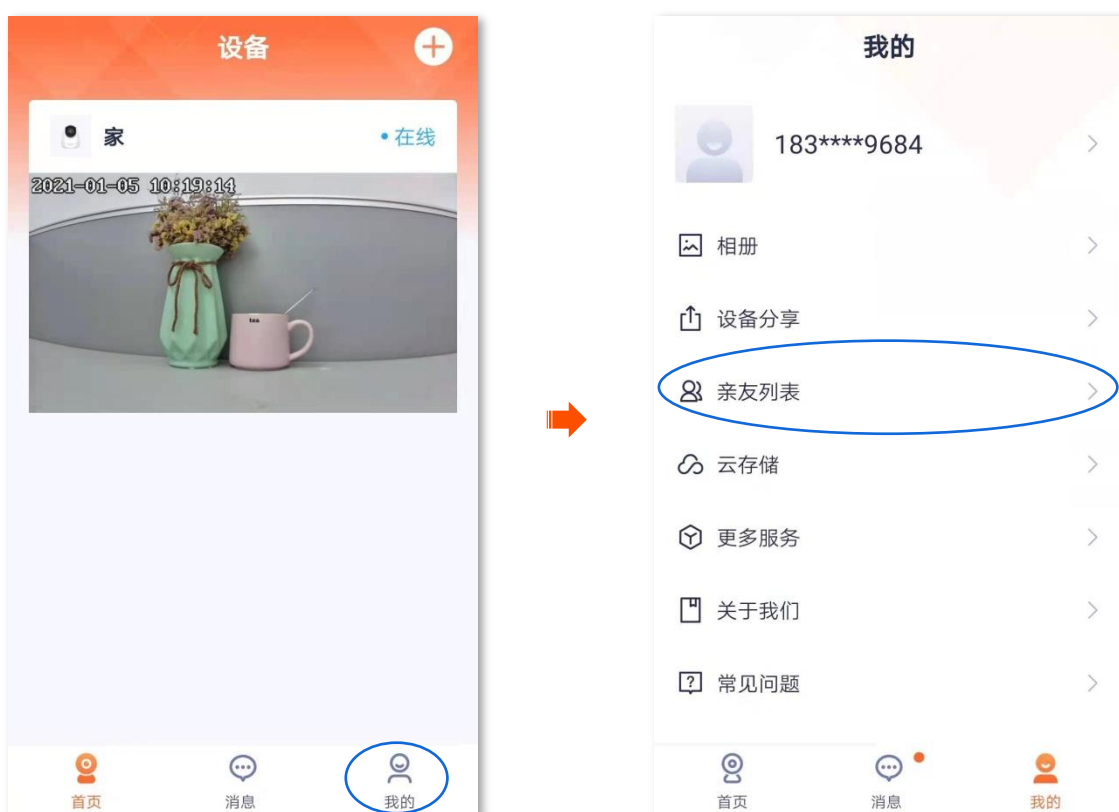 设备
家
•在线
2021-01-05 10:19:14
tea
首页
消息
我的
我的
183****9684
相册
设备分享
亲友列表
云存储
更多服务
关于我们
常见问题
首页
消息
我的